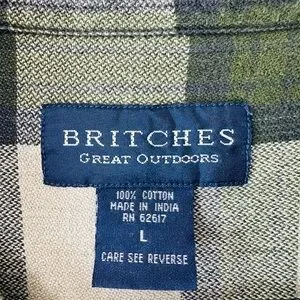 BRITCHES
GREAT OUTDOORS
100% COTTON
MADE IN INDIA
RN 62617
L
CARE SEE REVERSE